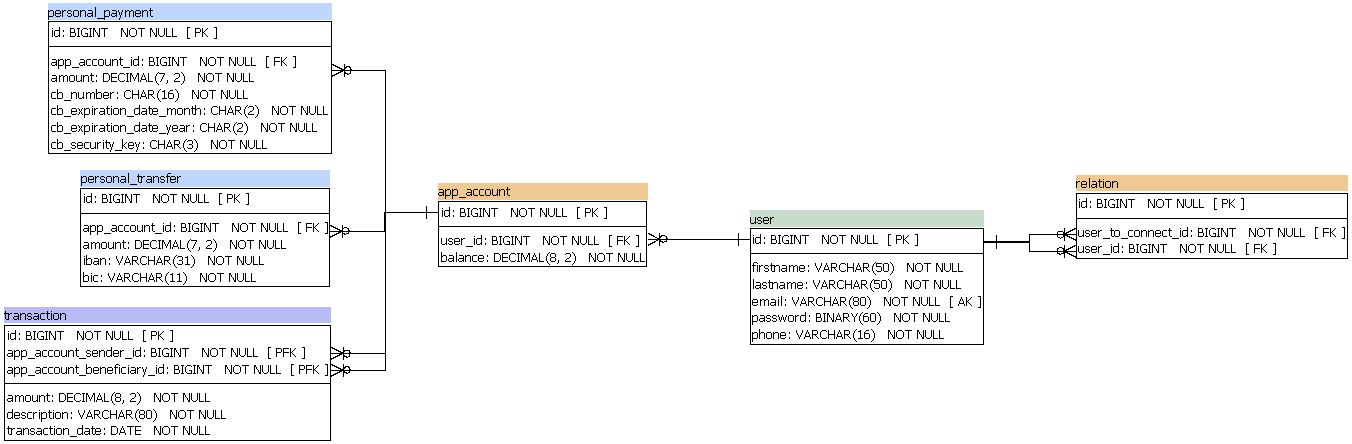 personal_payment
id: BIGINT NOT NULL [ PK ]
app_account_id: BIGINT NOT NULL [ FK ]
amount: DECIMAL(7, 2) NOT NULL
cb_number: CHAR(16) NOT NULL
cb_expiration_date_month: CHAR(2) NOT NULL
cb_expiration_date_year: CHAR(2) NOT NULL
cb_security_key: CHAR(3) NOT NULL
personal_transfer
id: BIGINT NOT NULL [ PK ]
app_account_id: BIGINT NOT NULL [ FK ]
amount: DECIMAL(7, 2) NOT NULL
iban: VARCHAR(31) NOT NULL
bic: VARCHAR(11) NOT NULL
transaction
id: BIGINT NOT NULL [ PK ]
app_account_sender_id: BIGINT NOT NULL [ PFK ]
app_account_beneficiary_id: BIGINT NOT NULL [ PFK ]
amount: DECIMAL(8, 2) NOT NULL
description: VARCHAR(80) NOT NULL
transaction_date: DATE NOT NULL
app_account
id: BIGINT NOT NULL [ PK ]
user_id: BIGINT NOT NULL [ FK ]
balance: DECIMAL(8, 2) NOT NULL
user
id: BIGINT NOT NULL [ PK ]
firstname: VARCHAR(50) NOT NULL
lastname: VARCHAR(50) NOT NULL
email: VARCHAR(80) NOT NULL [ AK ]
password: BINARY(60) NOT NULL
phone: VARCHAR(16) NOT NULL
relation
id: BIGINT NOT NULL [ PK ]
user_to_connect_id: BIGINT NOT NULL [ FK ]
user_id: BIGINT NOT NULL [ FK ]